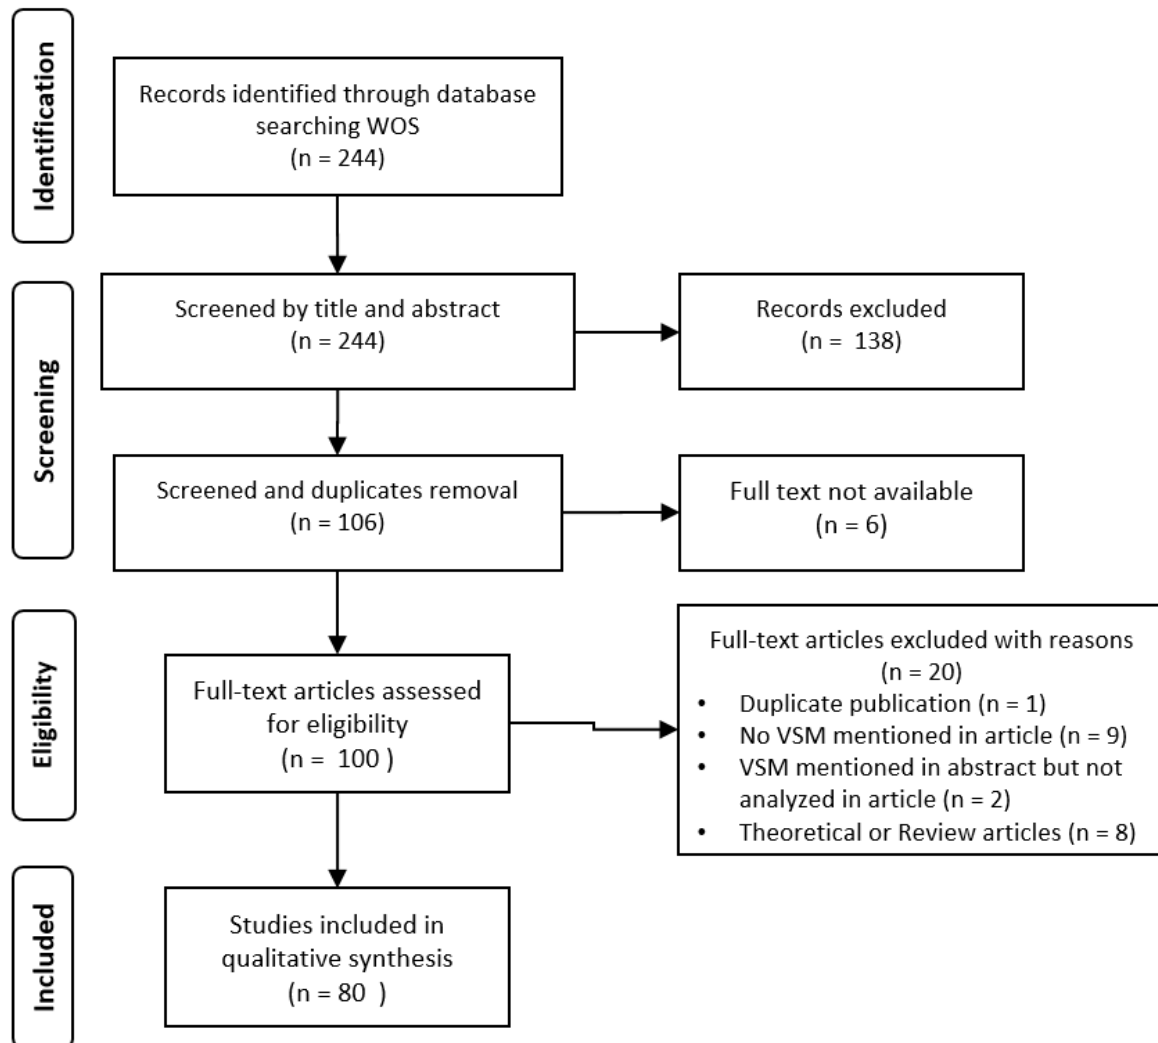 Identification
Records identified through database
searching WOS
(n = 244)
Screening
Screened by title and abstract
(n = 244)
Records excluded
(n =  138)
Screened and duplicates removal
(n = 106)
Full text not available
(n = 6)
Eligibility
Full-text articles assessed
for eligibility
(n =  100 )
Full-text articles excluded with reasons
(n = 20)
• Duplicate publication (n = 1)
• No VSM mentioned in article (n = 9)
• VSM mentioned in abstract but not
analyzed in article (n = 2)
• Theoretical or Review articles (n = 8)
Included
Studies included in
qualitative synthesis
(n = 80  )